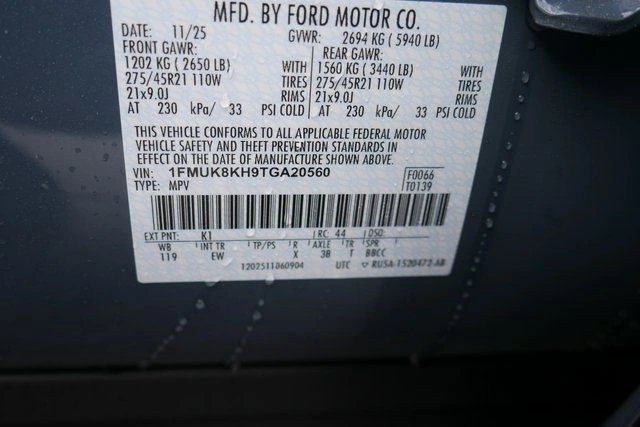 MFD. BY FORD MOTOR CO.
DATE: 11/25 GVWR: 2694 KG ( 5940 LB)
FRONT GAWR: REAR GAWR:
1202 KG ( 2650 LB) WITH 1560 KG ( 3440 LB) WITH
275/45R21 110W TIRES 275/45R21 110W TIRES
21x9.0J RIMS 21x9.0J RIMS
AT 230 kPa/ 33 PSI COLD AT 230 kPa/ 33 PSI COLD
THIS VEHICLE CONFORMS TO ALL APPLICABLE FEDERAL MOTOR
VEHICLE SAFETY AND THEFT PREVENTION STANDARDS IN
EFFECT ON THE DATE OF MANUFACTURE SHOWN ABOVE.
VIN: 1FMUK8KH9TGA20560 F0066
TYPE: MPV T0139
EXT PNT: K1 RC: 44 DSO:
WB INT TR TP/PS R AXLE TR SPR
119 EW X 3B T BBCC
1202511060904 UTC RU5A-1520472-AB